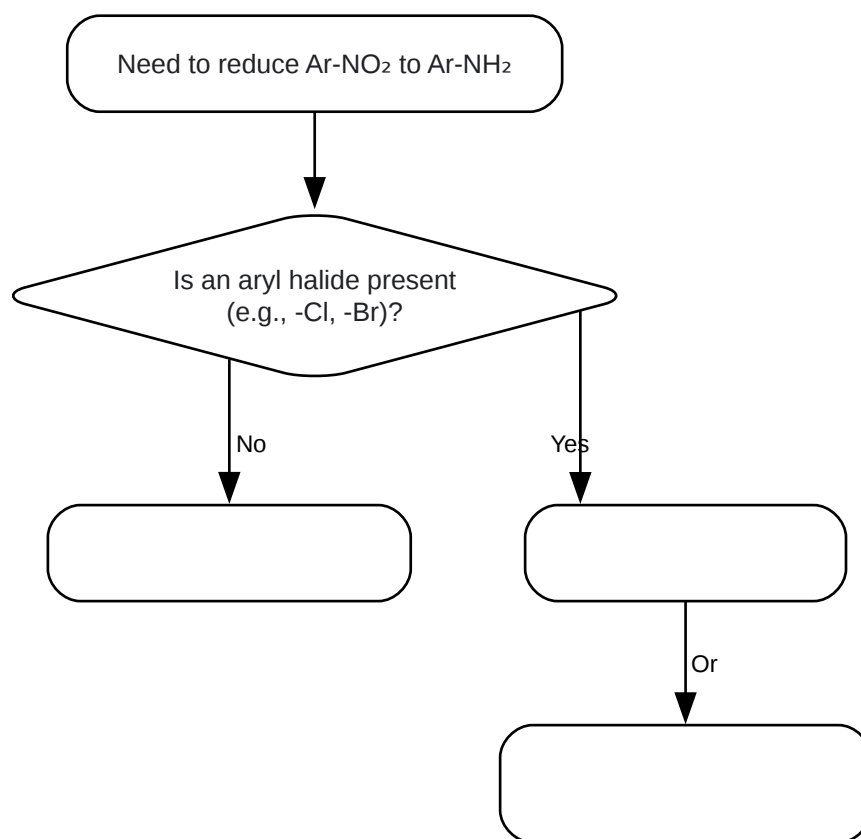 Need to reduce Ar-NO₂ to Ar-NH₂
Is an aryl halide present
(e.g., -Cl, -Br)?
No
Yes
Or